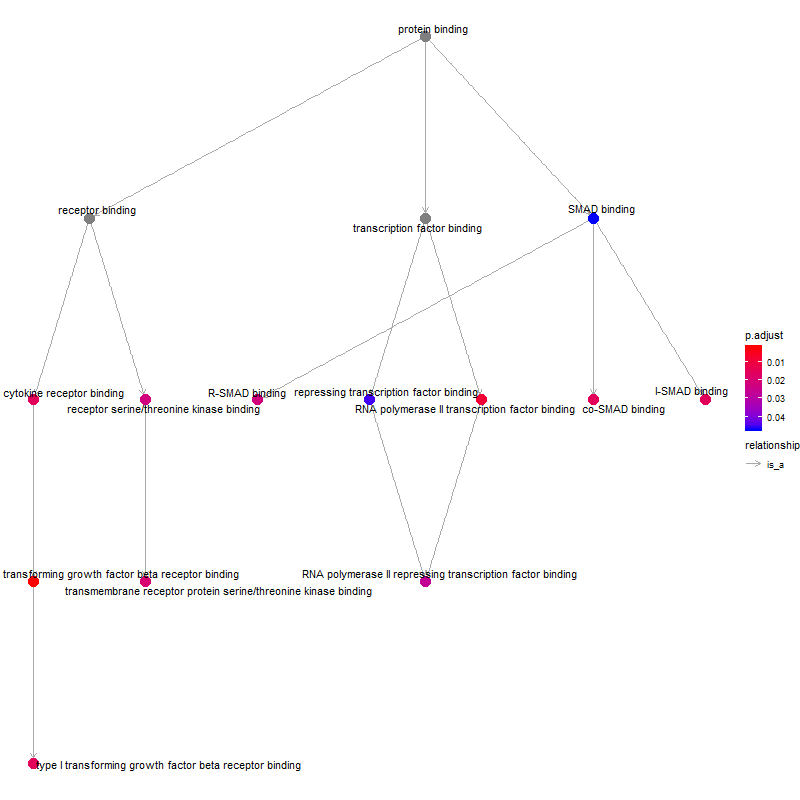 protein binding
receptor binding
SMAD binding
transcription factor binding
cytokine receptor binding
R-SMAD binding
repressing transcription factor binding
I-SMAD binding
receptor serine/threonine kinase binding
RNA polymerase II transcription factor binding
co-SMAD binding
transforming growth factor beta receptor binding
RNA polymerase II repressing transcription factor binding
transmembrane receptor protein serine/threonine kinase binding
type I transforming growth factor beta receptor binding
p.adjust
0.01
0.02
0.03
0.04
relationship
is_a